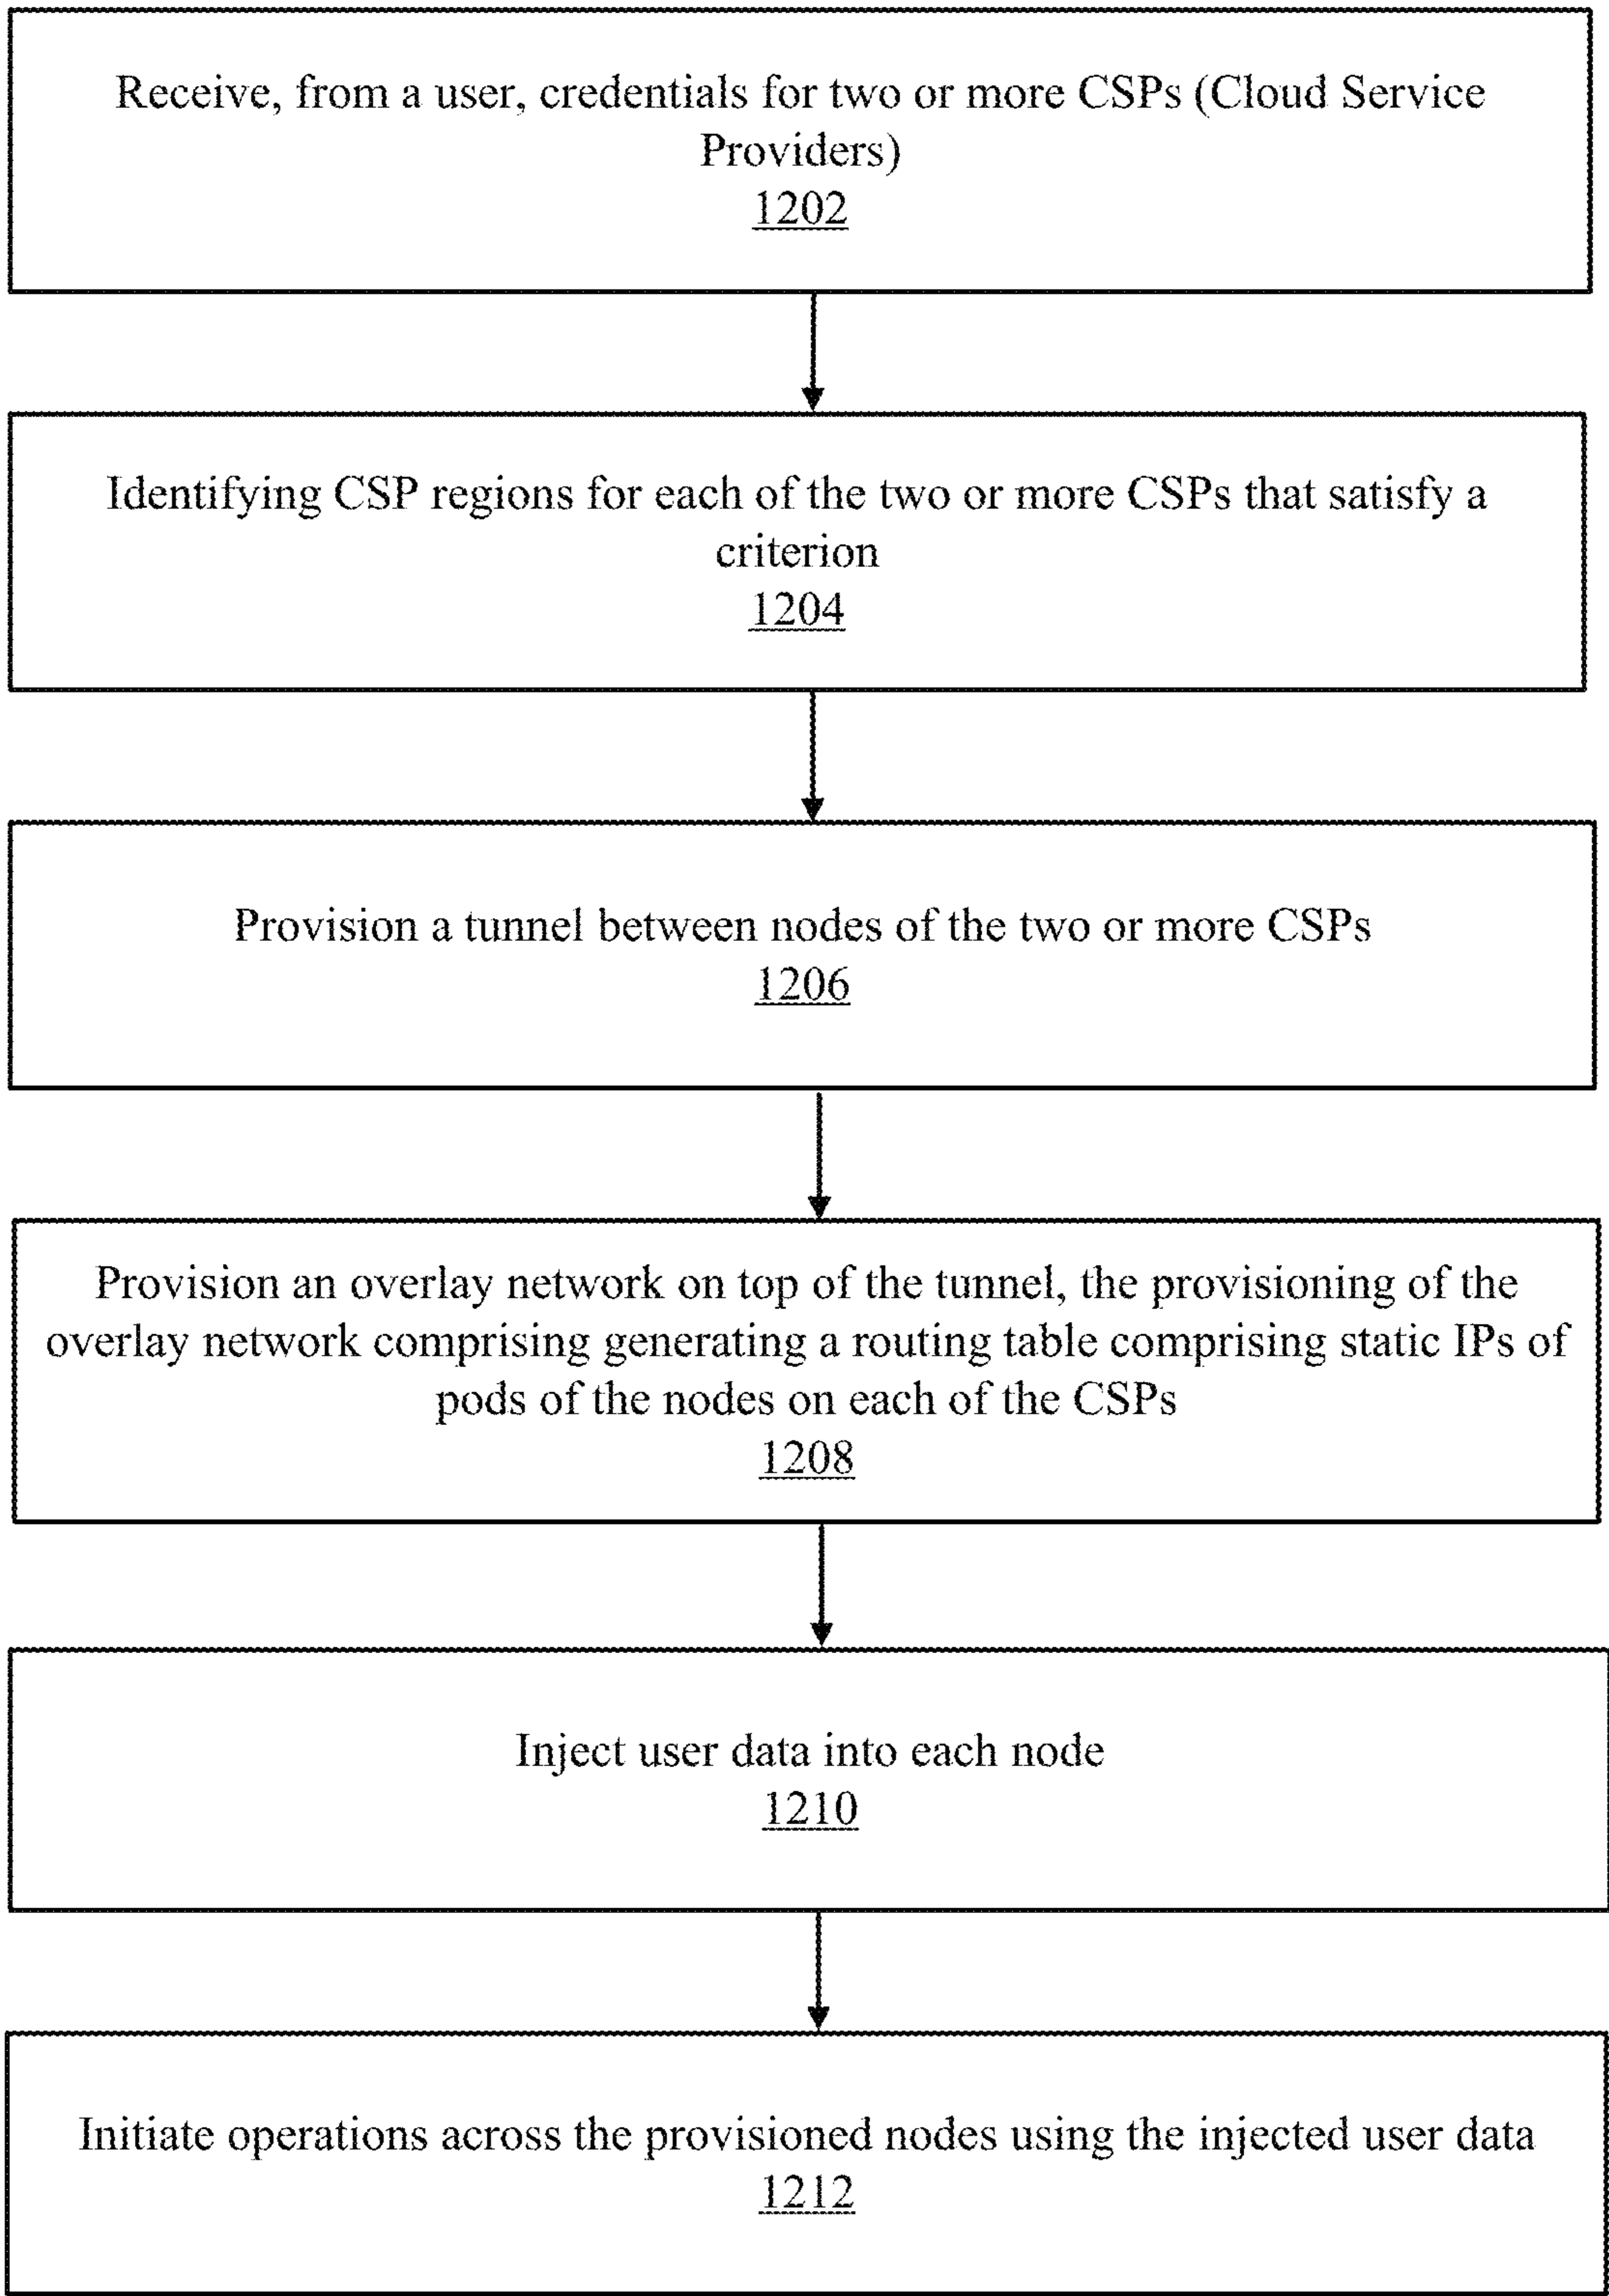 Receive, from a user, credentials for two or more CSPs (Cloud Service
Providers)
1202
Identifying CSP regions for each of the two or more CSPs that satisfy a
criterion
1204
Provision a tunnel between nodes of the two or more CSPs
1206
Provision an overlay network on top of the tunnel, the provisioning of the
overlay network comprising generating a routing table comprising static IPs of
pods of the nodes on each of the CSPs
1208
Inject user data into each node
1210
Initiate operations across the provisioned nodes using the injected user data
1212